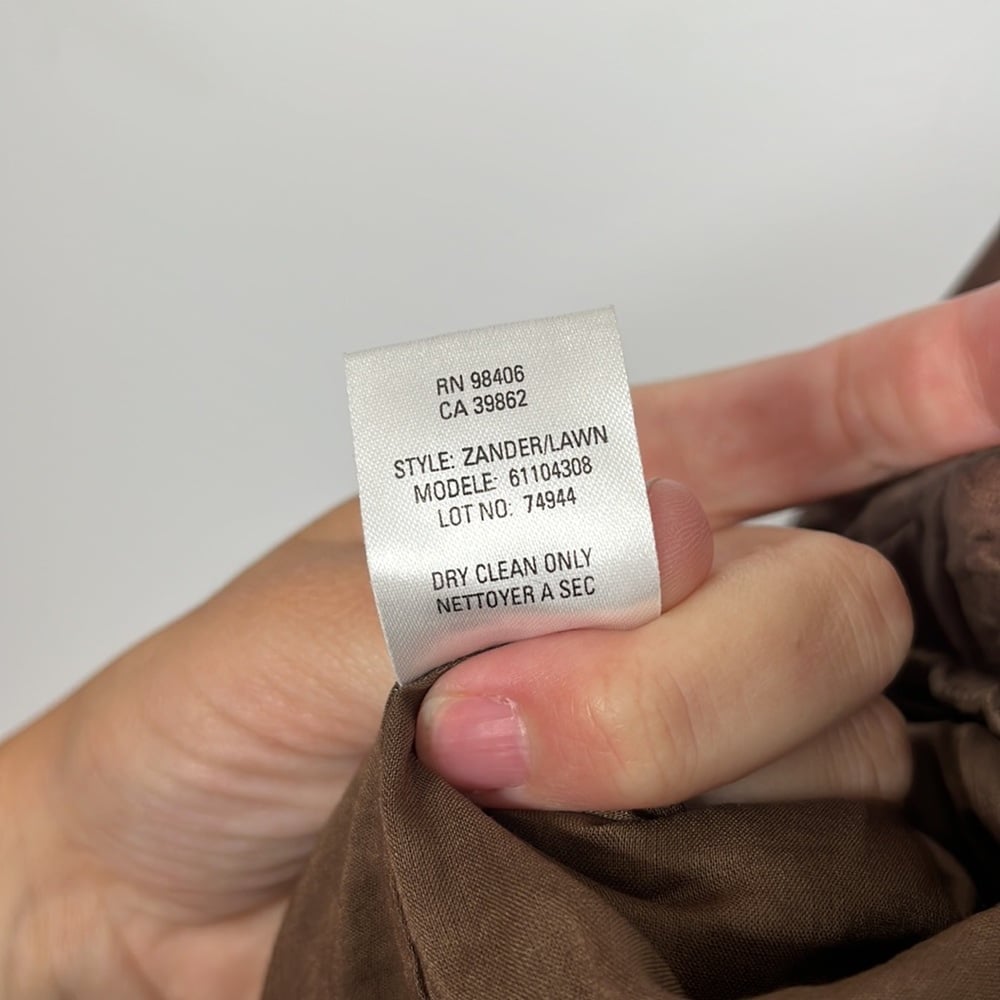 RN 98406
CA 39862
STYLE: ZANDER/LAWN
MODELE: 61104308
LOT NO: 74944
DRY CLEAN ONLY
NETTOYER A SEC